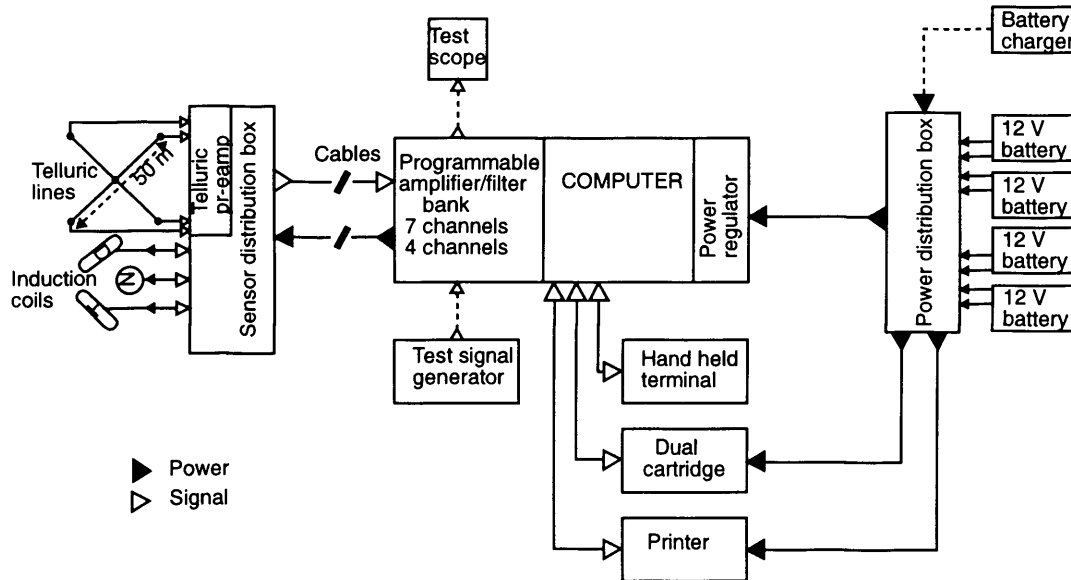 Test
scope
Battery
charger
Telluric
lines
50 m
Telluric
pre-eamp
Sensor distribution box
Cables
Programmable
amplifier/filter
bank
7 channels
4 channels
COMPUTER
Power
regulator
Power distribution box
12 V
battery
12 V
battery
12 V
battery
12 V
battery
Induction
coils
N
Test signal
generator
Hand held
terminal
Dual
cartridge
Printer
Power
Signal